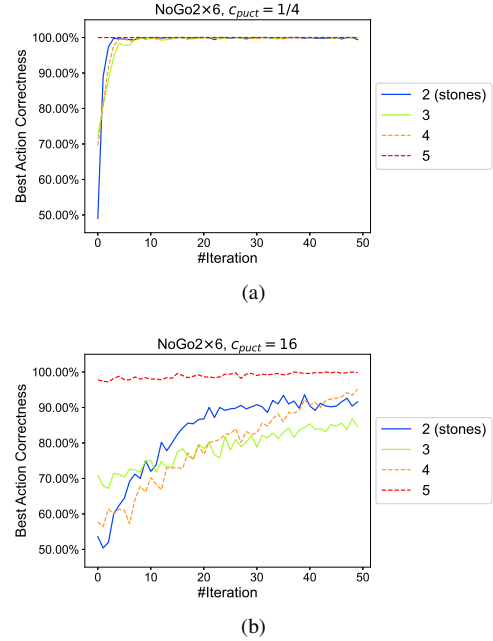 NoGo2×6, c_puct = 1/4
100.00%
90.00%
80.00%
70.00%
60.00%
50.00%
Best Action Correctness
0 10 20 30 40 50
#Iteration
2 (stones)
3
4
5
(a)
NoGo2×6, c_puct = 16
100.00%
90.00%
80.00%
70.00%
60.00%
50.00%
Best Action Correctness
0 10 20 30 40 50
#Iteration
2 (stones)
3
4
5
(b)